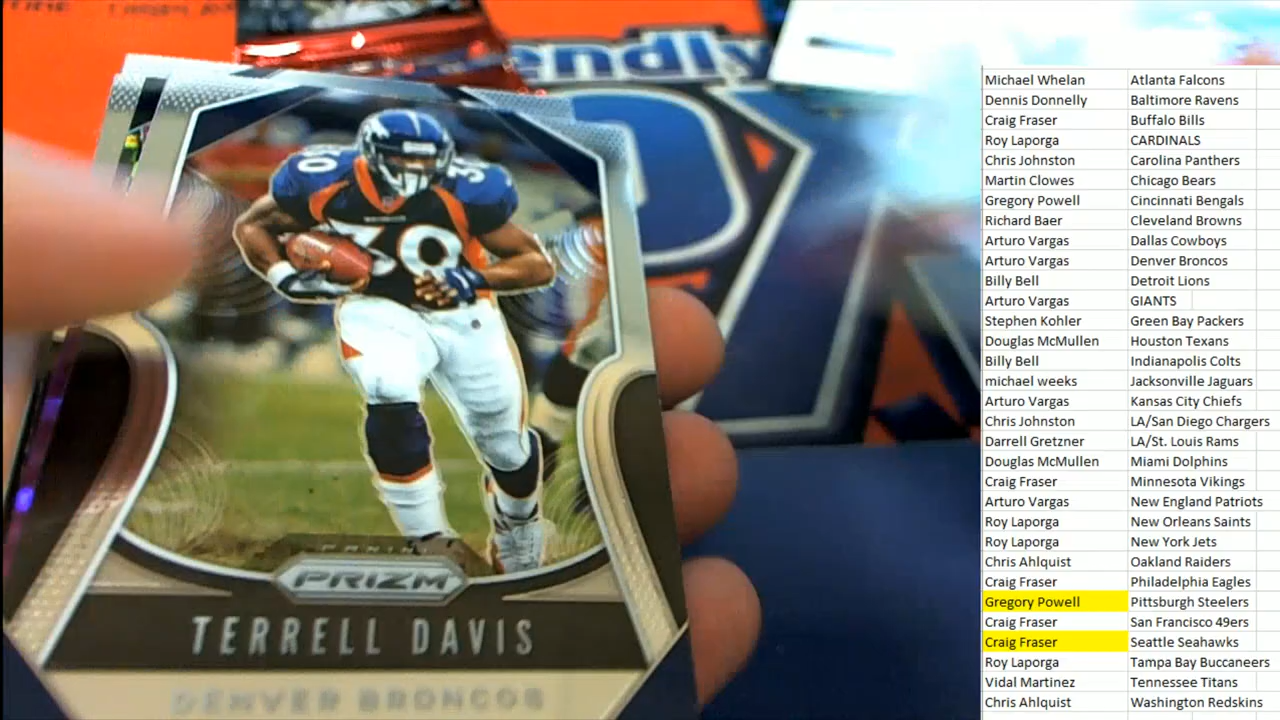 endly
30
30
30
PANINI
PRIZM
TERRELL DAVIS
DENVER BRONCOS
Michael Whelan Atlanta Falcons
Dennis Donnelly Baltimore Ravens
Craig Fraser Buffalo Bills
Roy Laporga CARDINALS
Chris Johnston Carolina Panthers
Martin Clowes Chicago Bears
Gregory Powell Cincinnati Bengals
Richard Baer Cleveland Browns
Arturo Vargas Dallas Cowboys
Arturo Vargas Denver Broncos
Billy Bell Detroit Lions
Arturo Vargas GIANTS
Stephen Kohler Green Bay Packers
Douglas McMullen Houston Texans
Billy Bell Indianapolis Colts
michael weeks Jacksonville Jaguars
Arturo Vargas Kansas City Chiefs
Chris Johnston LA/San Diego Chargers
Darrell Gretzner LA/St. Louis Rams
Douglas McMullen Miami Dolphins
Craig Fraser Minnesota Vikings
Arturo Vargas New England Patriots
Roy Laporga New Orleans Saints
Roy Laporga New York Jets
Chris Ahlquist Oakland Raiders
Craig Fraser Philadelphia Eagles
Gregory Powell Pittsburgh Steelers
Craig Fraser San Francisco 49ers
Craig Fraser Seattle Seahawks
Roy Laporga Tampa Bay Buccaneers
Vidal Martinez Tennessee Titans
Chris Ahlquist Washington Redskins